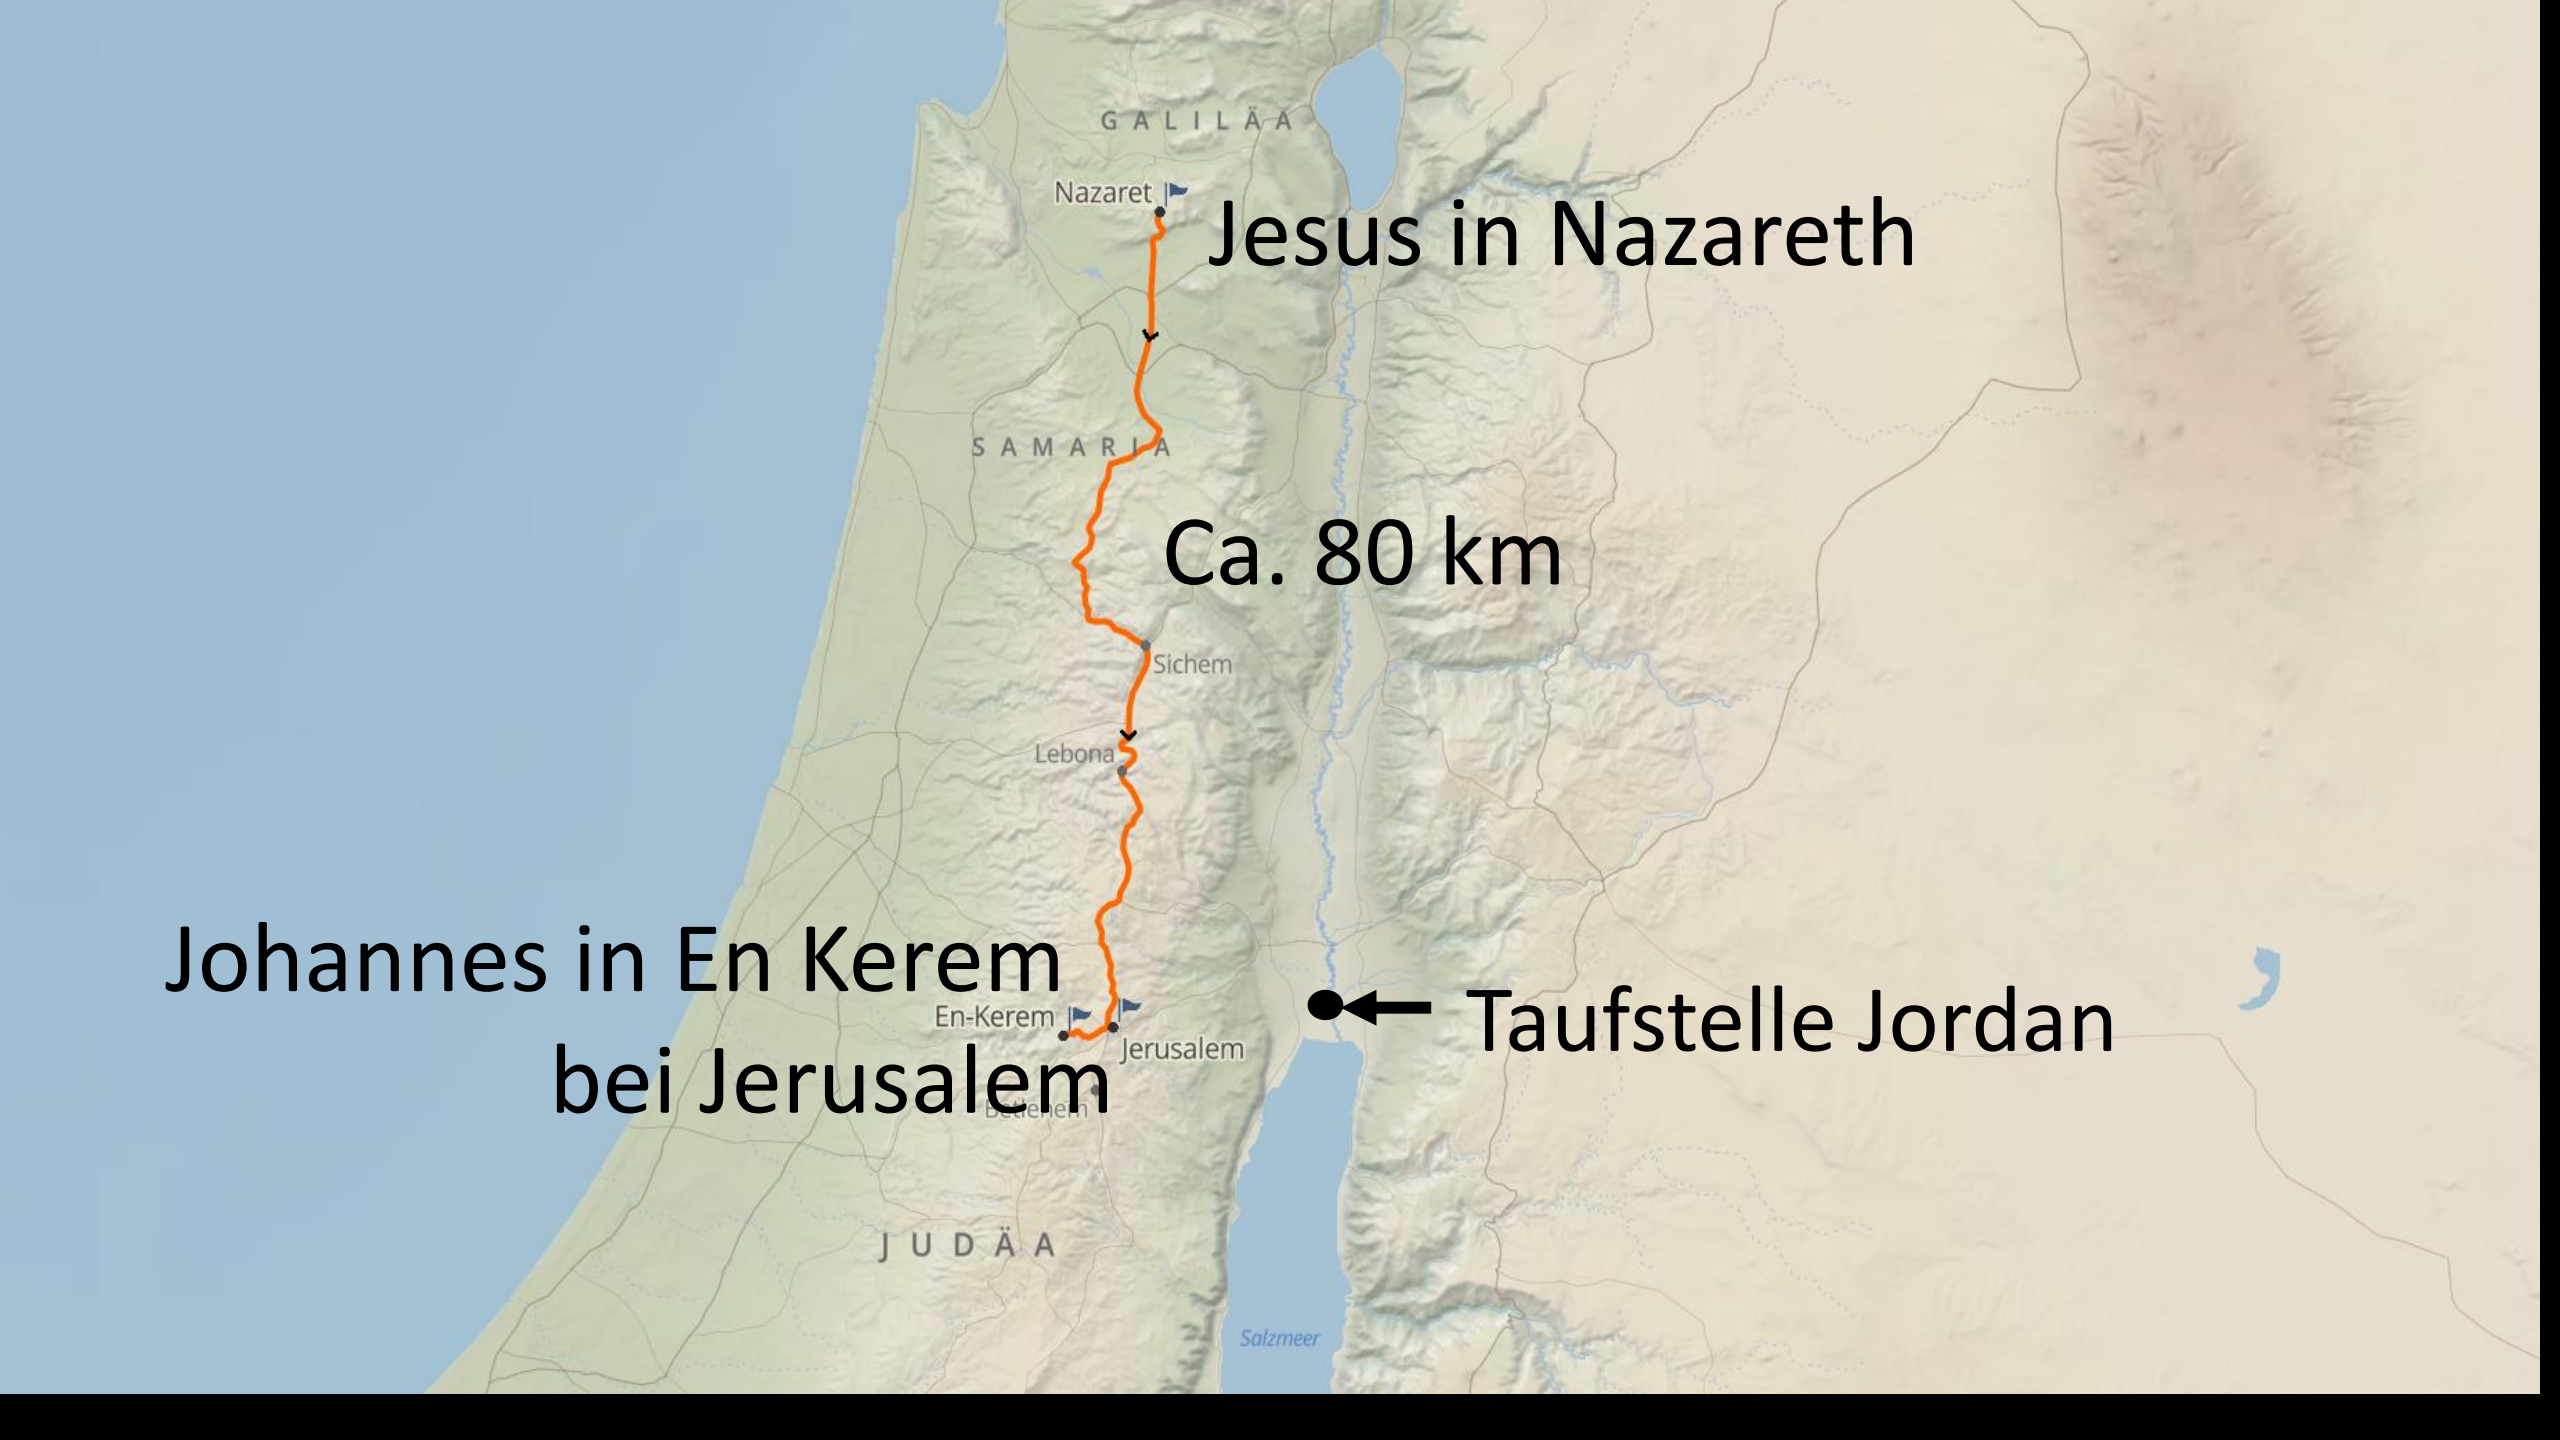 GALILÄA
Nazaret
Jesus in Nazareth
SAMARIA
Ca. 80 km
Sichem
Lebona
Johannes in En Kerem
En-Kerem
Taufstelle Jordan
Jerusalem
bei Jerusalem
Betlehem
JUDÄA
Salzmeer